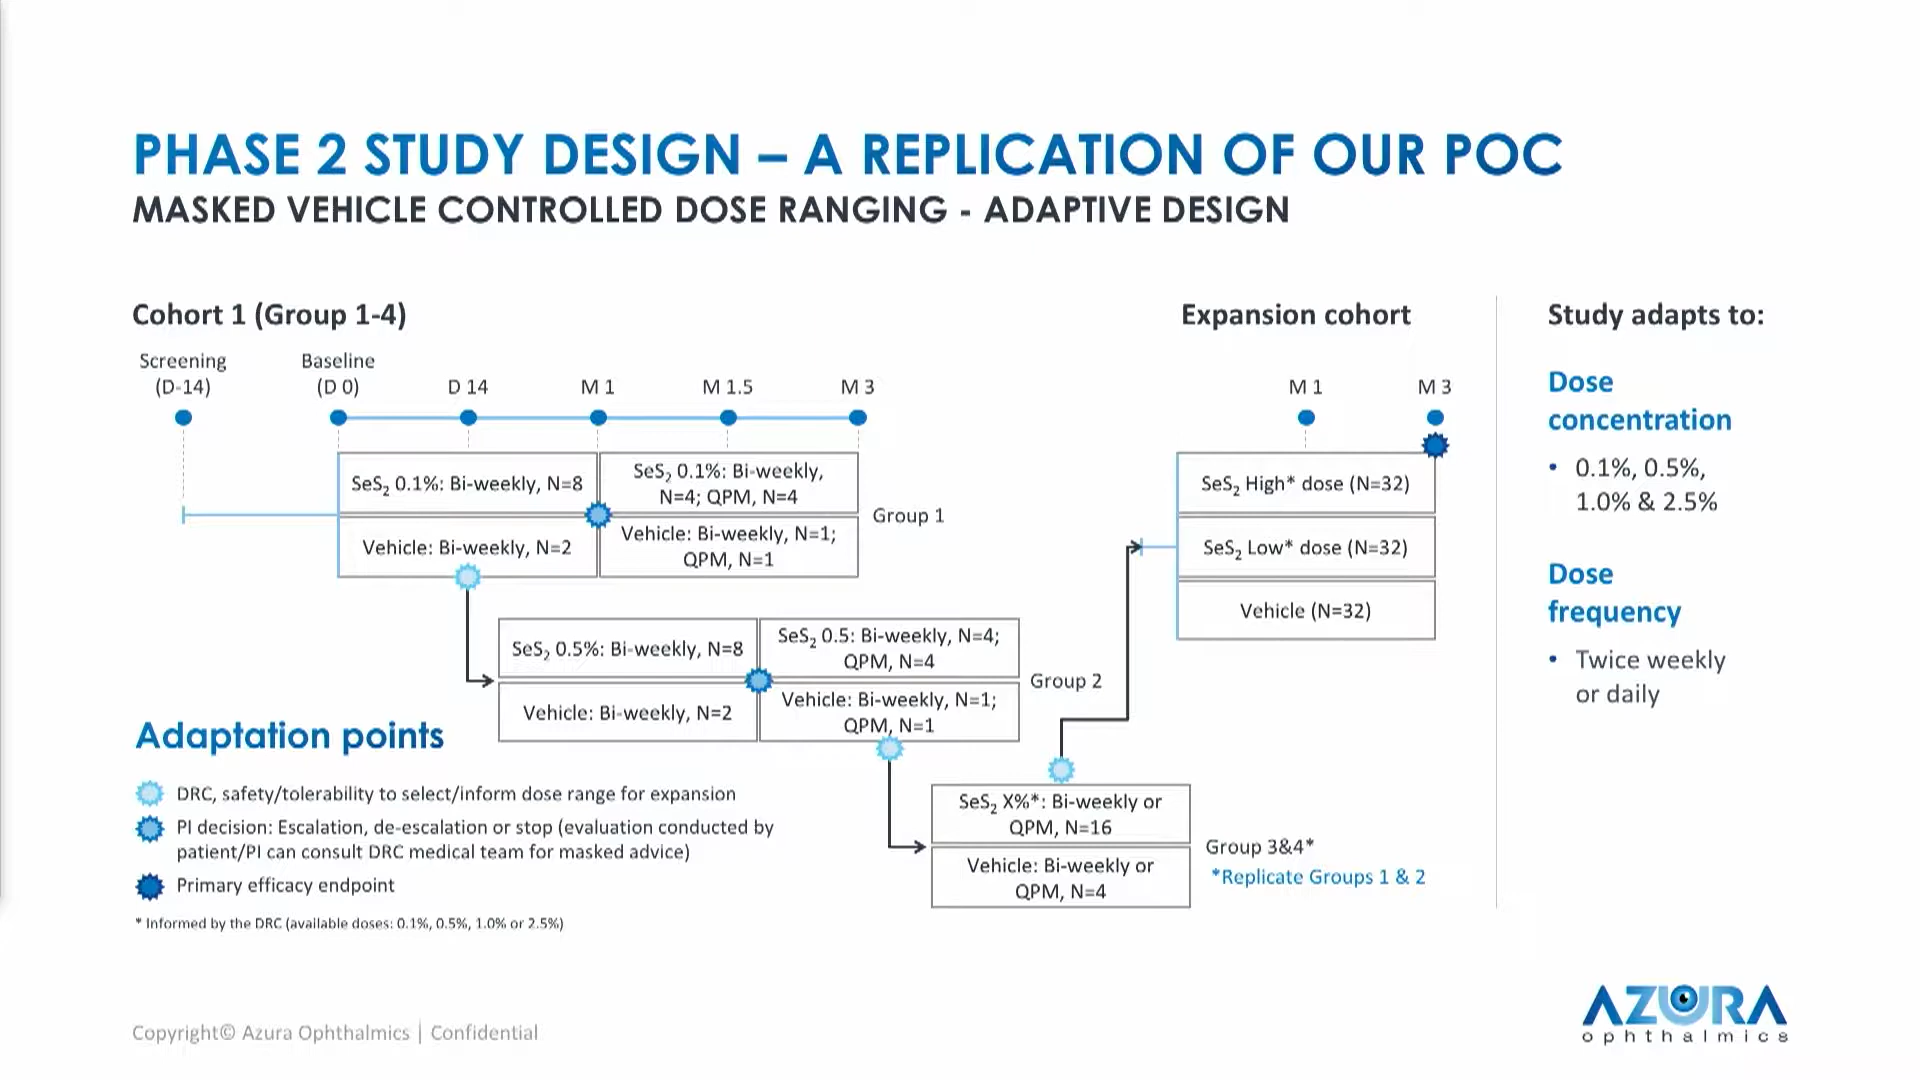 PHASE 2 STUDY DESIGN – A REPLICATION OF OUR POC
MASKED VEHICLE CONTROLLED DOSE RANGING - ADAPTIVE DESIGN
Cohort 1 (Group 1-4)
Screening
(D-14)
Baseline
(D 0)
D 14
M 1
M 1.5
M 3
SeS₂ 0.1%: Bi-weekly, N=8
SeS₂ 0.1%: Bi-weekly,
N=4; QPM, N=4
Vehicle: Bi-weekly, N=2
Vehicle: Bi-weekly, N=1;
QPM, N=1
Group 1
SeS₂ 0.5%: Bi-weekly, N=8
SeS₂ 0.5: Bi-weekly, N=4;
QPM, N=4
Vehicle: Bi-weekly, N=2
Vehicle: Bi-weekly, N=1;
QPM, N=1
Group 2
SeS₂ X%*: Bi-weekly or
QPM, N=16
Vehicle: Bi-weekly or
QPM, N=4
Group 3&4*
*Replicate Groups 1 & 2
Expansion cohort
M 1
M 3
SeS₂ High* dose (N=32)
SeS₂ Low* dose (N=32)
Vehicle (N=32)
Study adapts to:
Dose
concentration
• 0.1%, 0.5%,
1.0% & 2.5%
Dose
frequency
• Twice weekly
or daily
Adaptation points
DRC, safety/tolerability to select/inform dose range for expansion
PI decision: Escalation, de-escalation or stop (evaluation conducted by
patient/PI can consult DRC medical team for masked advice)
Primary efficacy endpoint
* Informed by the DRC (available doses: 0.1%, 0.5%, 1.0% or 2.5%)
Copyright© Azura Ophthalmics | Confidential
AZURA
ophthalmics